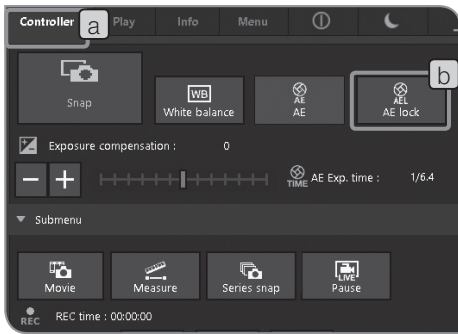 Controller a Play Info Menu
b
Snap
WB
White balance
AE
AE
AEL
AE lock
Exposure compensation : 0
TIME AE Exp. time : 1/6.4
Submenu
Movie
Measure
Series snap
LIVE
Pause
REC REC time : 00:00:00